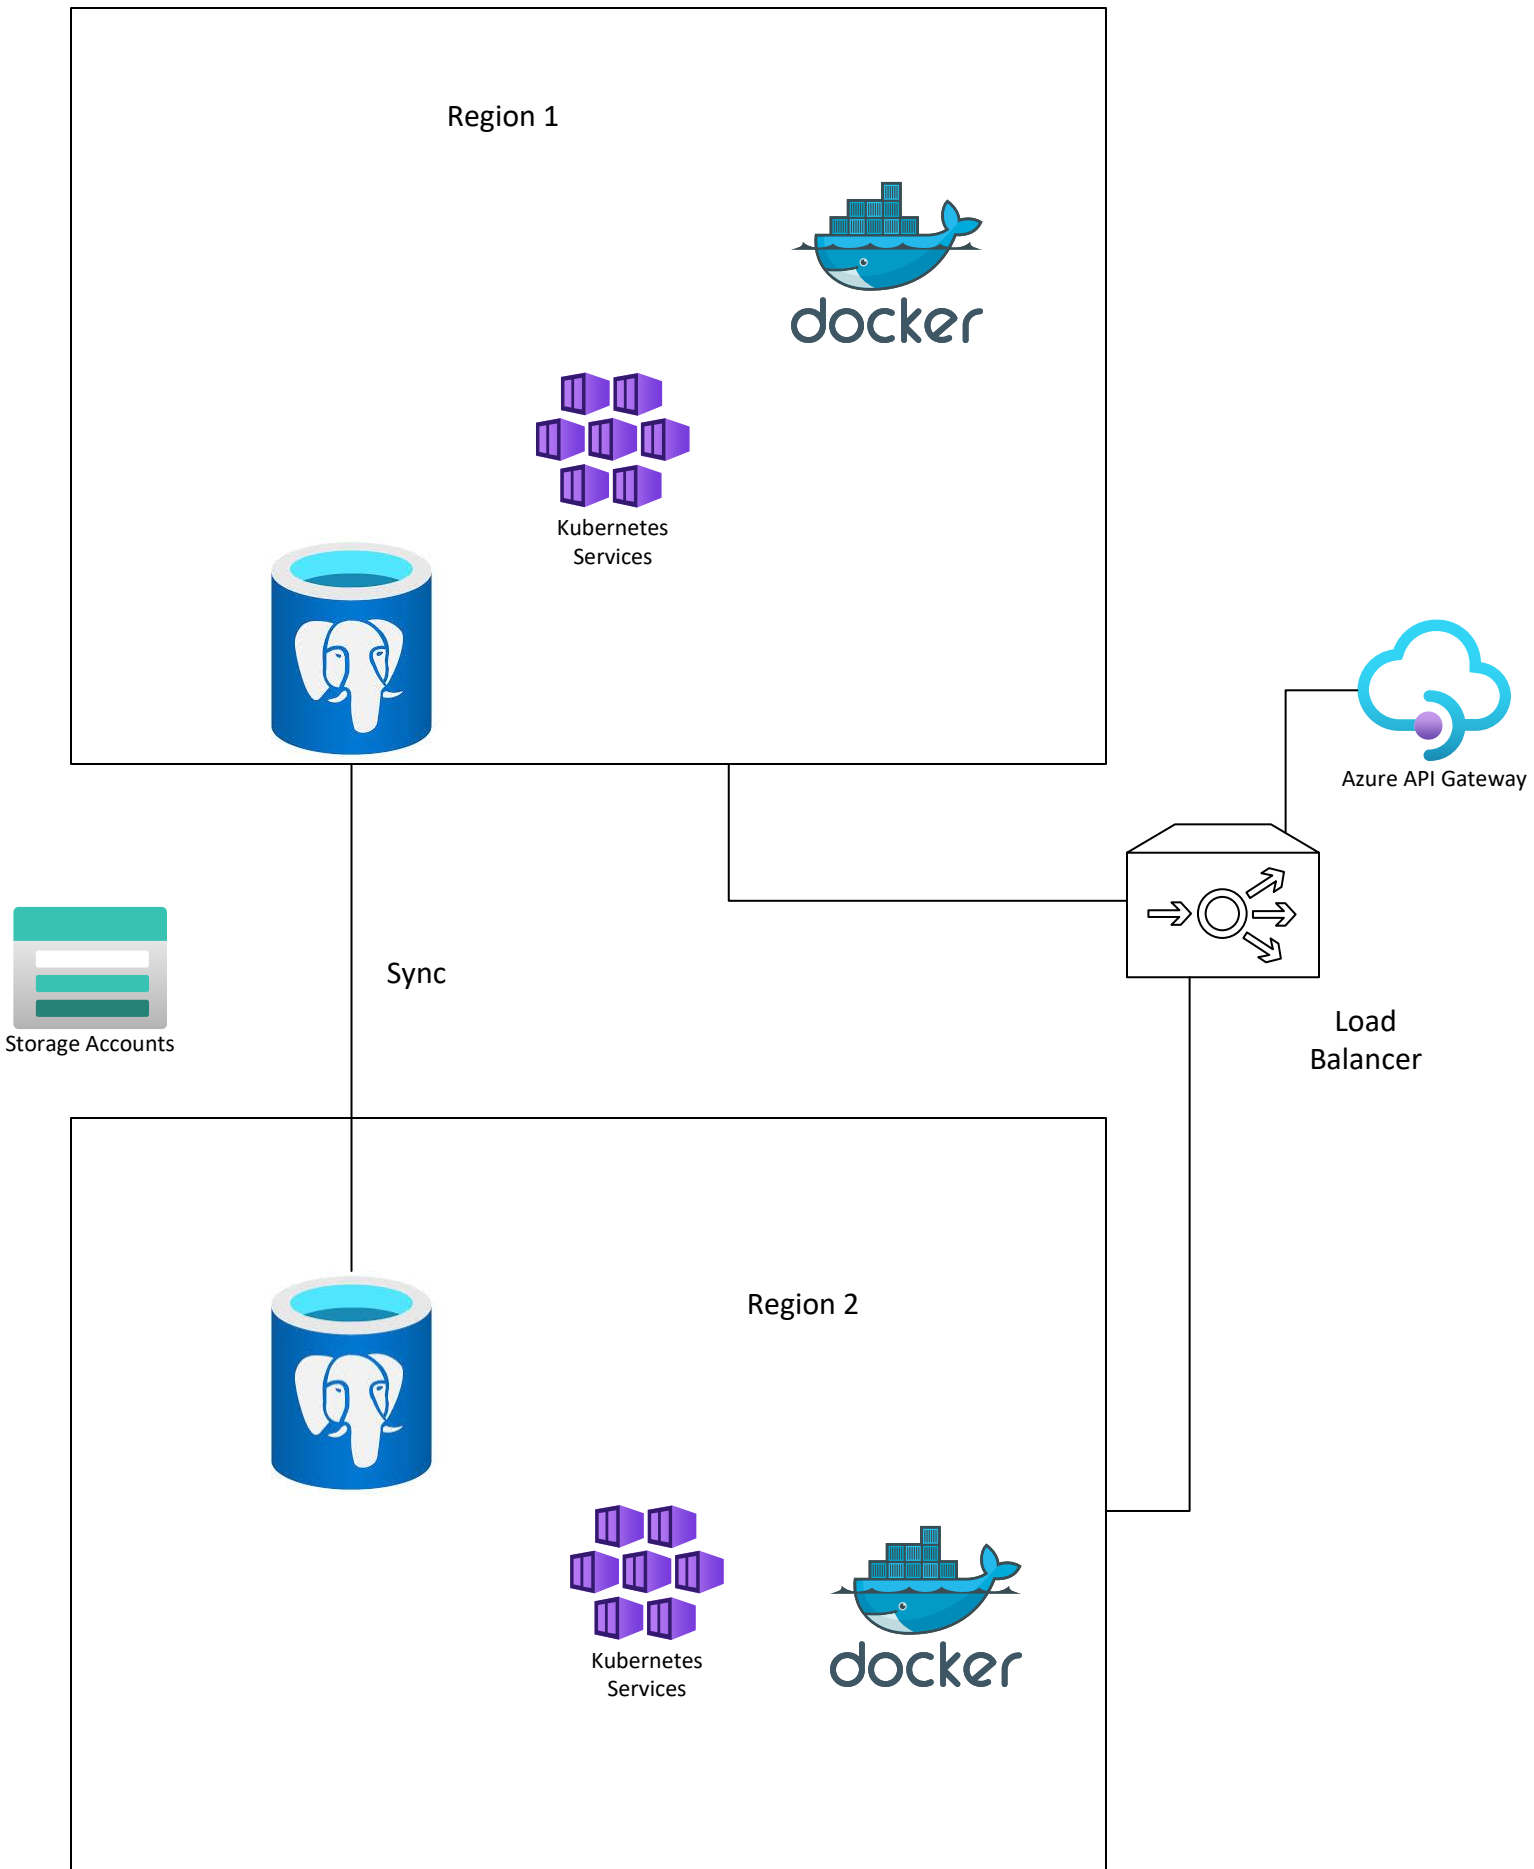 Region 1
docker
Kubernetes
Services
Azure API Gateway
Sync
Load
Balancer
Storage Accounts
Region 2
Kubernetes
Services
docker